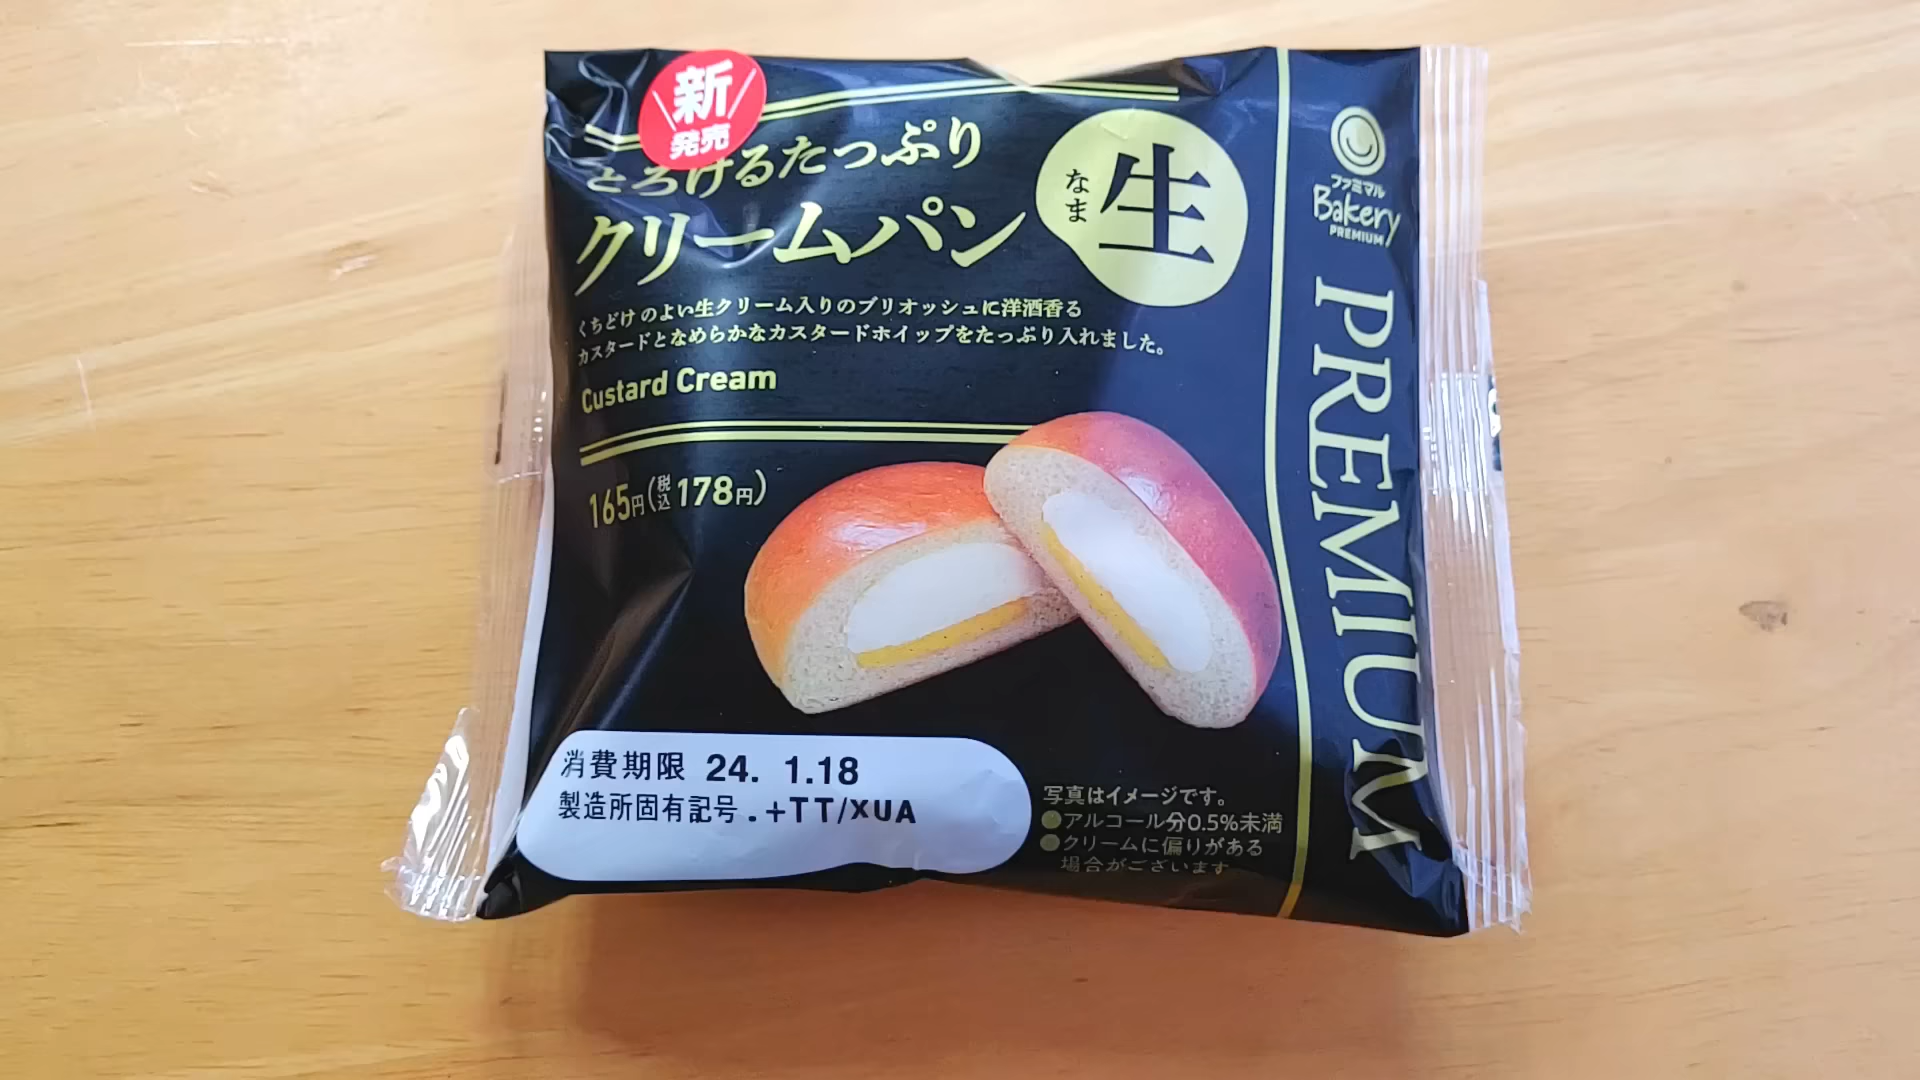 新
発売
とろけるたっぷり
クリームパン
なま
生
くちどけのよい生クリーム入りのブリオッシュに洋酒香る
カスタードとなめらかなカスタードホイップをたっぷり入れました。
Custard Cream
165円(税込178円)
消費期限 24. 1.18
製造所固有記号.+TT/XUA
写真はイメージです。
●アルコール分0.5%未満
●クリームに偏りがある
場合がございます
ファミマル
Bakery
PREMIUM
PREMIUM